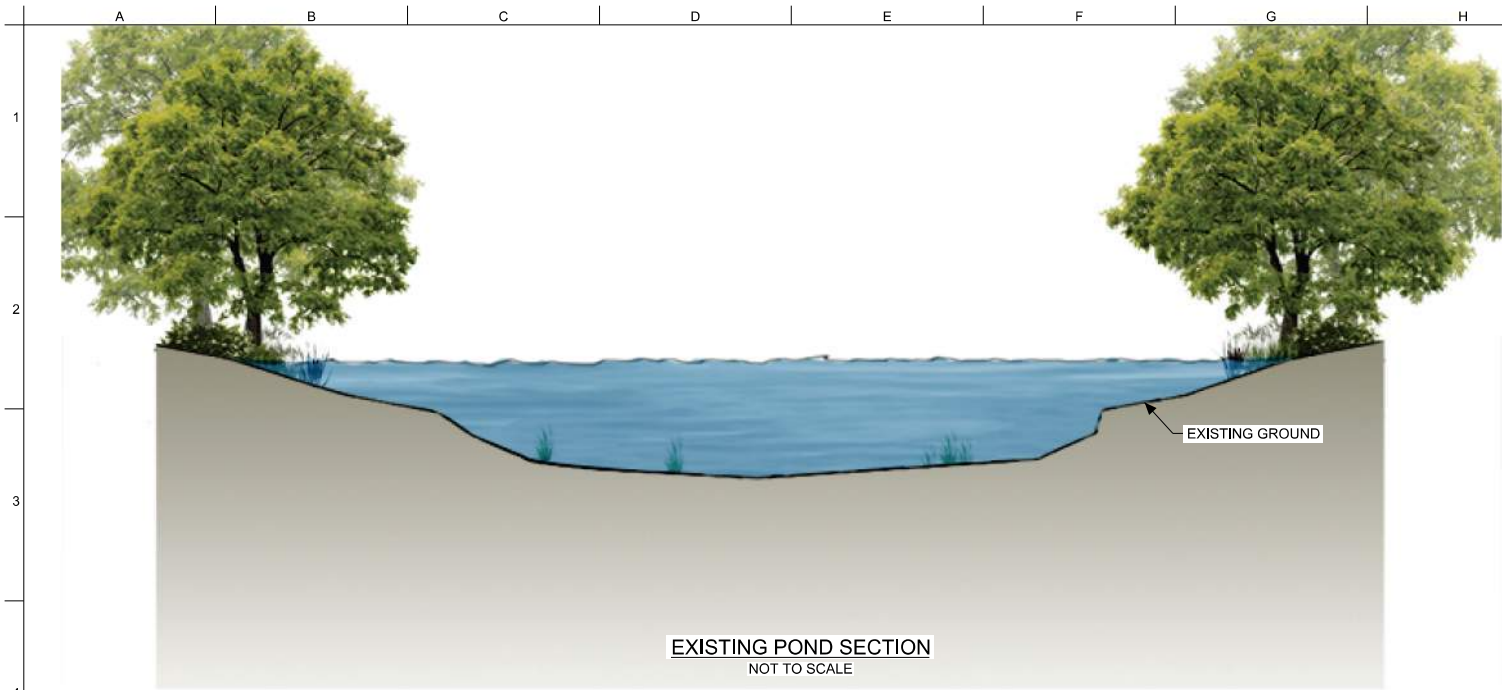 A B C D E F G H
1
2
3
EXISTING GROUND
EXISTING POND SECTION
NOT TO SCALE